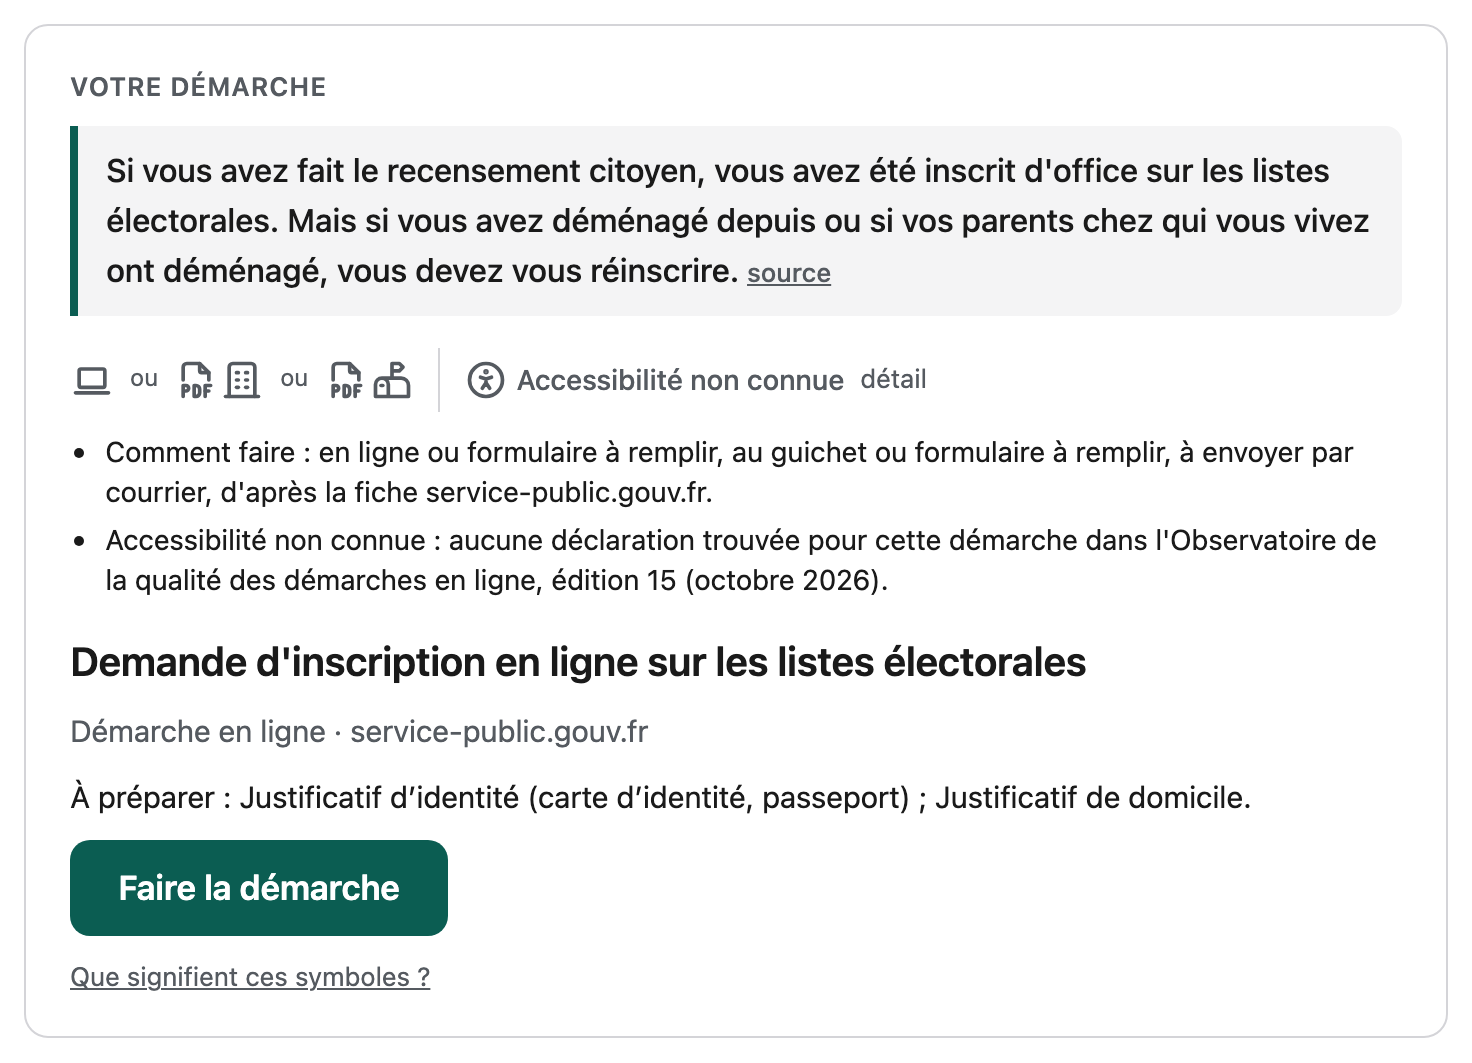 VOTRE DÉMARCHE
Si vous avez fait le recensement citoyen, vous avez été inscrit d'office sur les listes
électorales. Mais si vous avez déménagé depuis ou si vos parents chez qui vous vivez
ont déménagé, vous devez vous réinscrire. source
ou PDF ou PDF Accessibilité non connue détail
• Comment faire : en ligne ou formulaire à remplir, au guichet ou formulaire à remplir, à envoyer par
courrier, d'après la fiche service-public.gouv.fr.
• Accessibilité non connue : aucune déclaration trouvée pour cette démarche dans l'Observatoire de
la qualité des démarches en ligne, édition 15 (octobre 2026).
Demande d'inscription en ligne sur les listes électorales
Démarche en ligne · service-public.gouv.fr
À préparer : Justificatif d’identité (carte d’identité, passeport) ; Justificatif de domicile.
Faire la démarche
Que signifient ces symboles ?